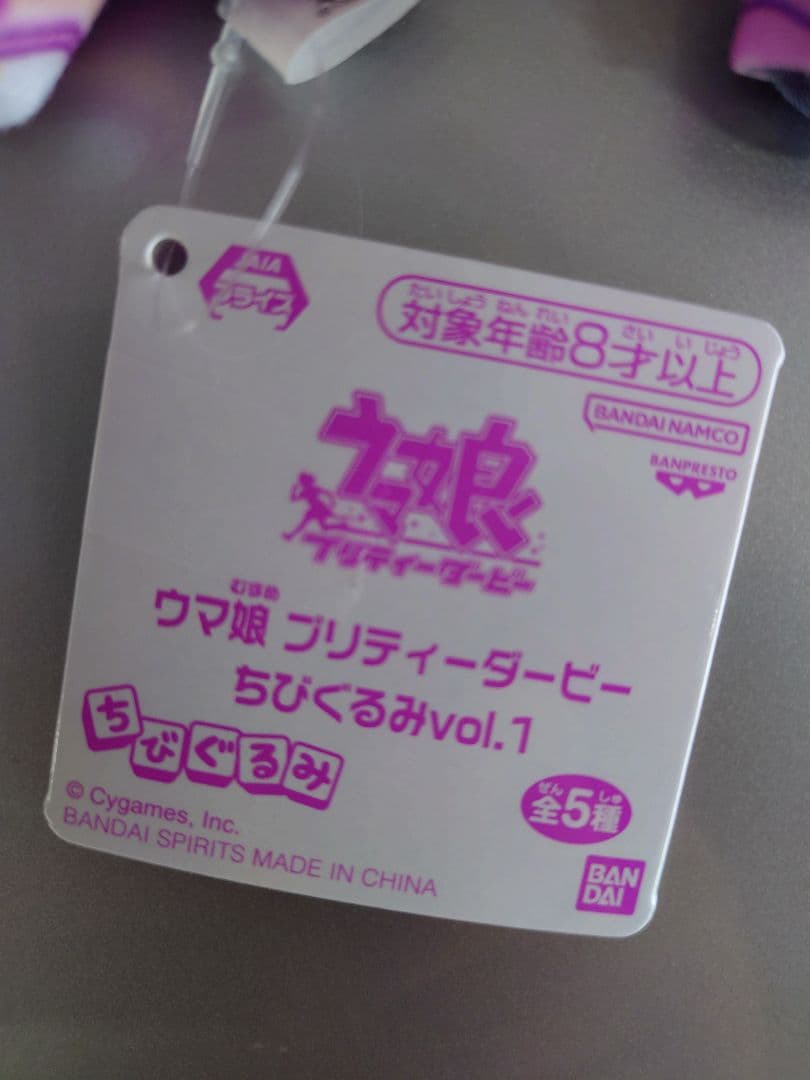 JAIA
プライズ
たいしょうねんれい さい いじょう
対象年齢8才以上
BANDAI NAMCO
BANPRESTO
ウマ娘
プリティーダービー
むすめ
ウマ娘 プリティーダービー
ちびぐるみvol.1
ちびぐるみ
© Cygames, Inc.
BANDAI SPIRITS MADE IN CHINA
ぜん しゅ
全5種
BAN
DAI